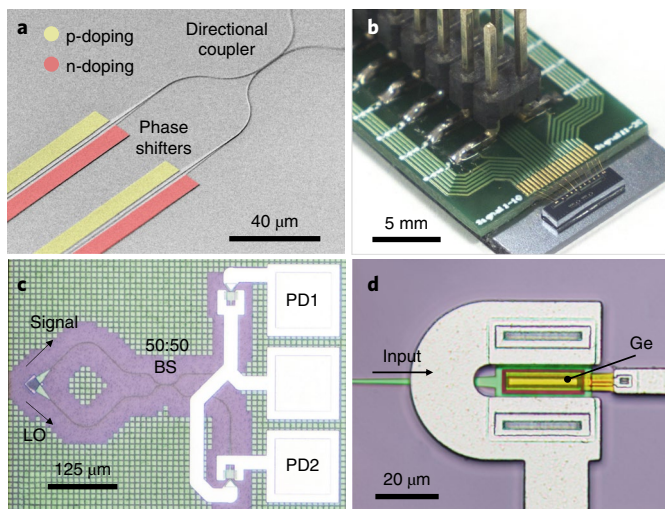 a
p-doping
n-doping
Directional
coupler
Phase
shifters
40 μm
b
5 mm
c
Signal
LO
50:50
BS
PD1
PD2
125 μm
d
Input
Ge
20 μm